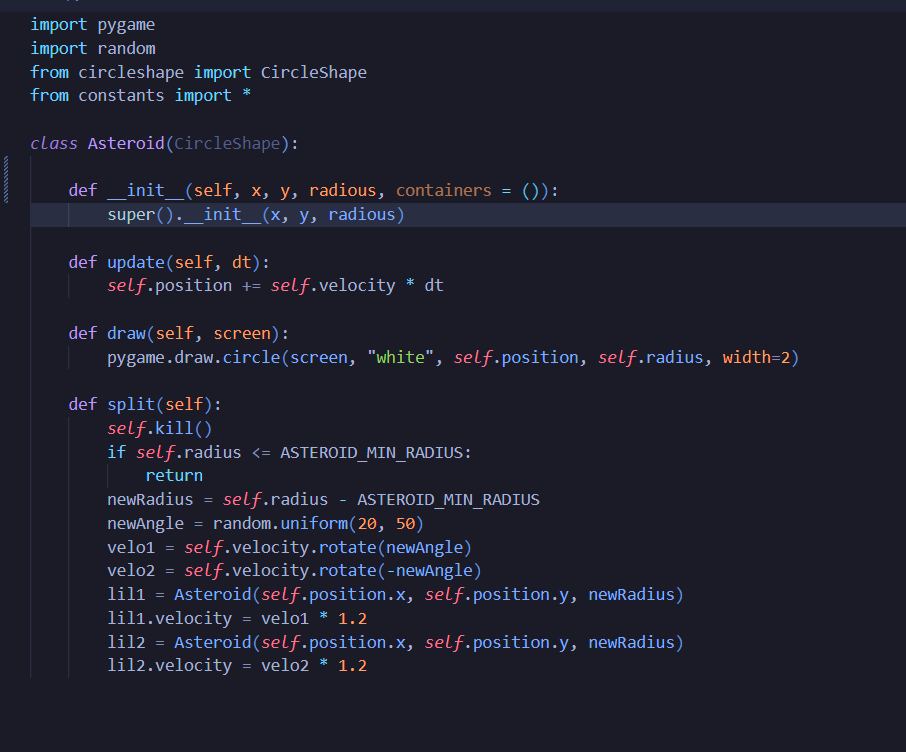 import pygame
import random
from circleshape import CircleShape
from constants import *
class Asteroid(CircleShape):
def __init__(self, x, y, radious, containers = ()):
super().__init__(x, y, radious)
def update(self, dt):
self.position += self.velocity * dt
def draw(self, screen):
pygame.draw.circle(screen, "white", self.position, self.radius, width=2)
def split(self):
self.kill()
if self.radius <= ASTEROID_MIN_RADIUS:
return
newRadius = self.radius - ASTEROID_MIN_RADIUS
newAngle = random.uniform(20, 50)
velo1 = self.velocity.rotate(newAngle)
velo2 = self.velocity.rotate(-newAngle)
lil1 = Asteroid(self.position.x, self.position.y, newRadius)
lil1.velocity = velo1 * 1.2
lil2 = Asteroid(self.position.x, self.position.y, newRadius)
lil2.velocity = velo2 * 1.2